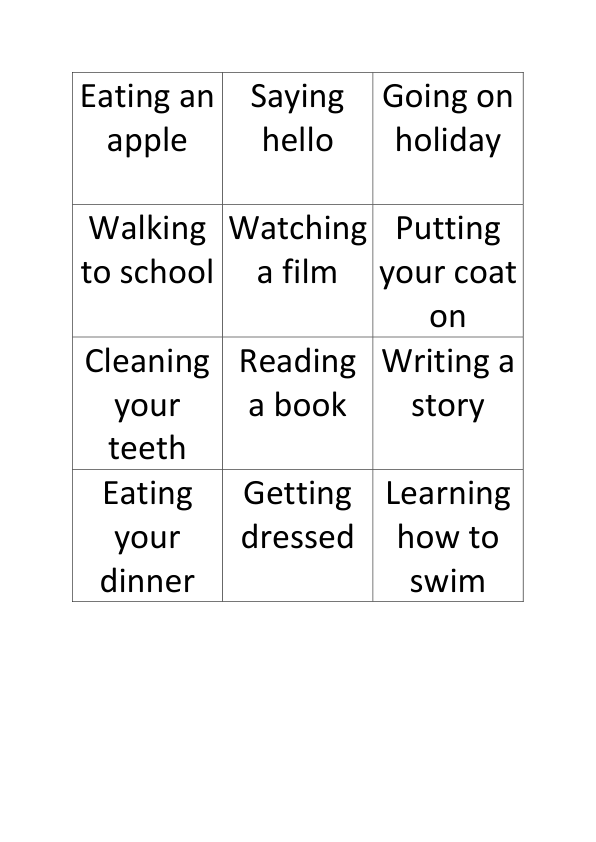 Eating an
apple
Saying
hello
Going on
holiday
Walking
to school
Watching
a film
Putting
your coat
on
Cleaning
your
teeth
Reading
a book
Writing a
story
Eating
your
dinner
Getting
dressed
Learning
how to
swim